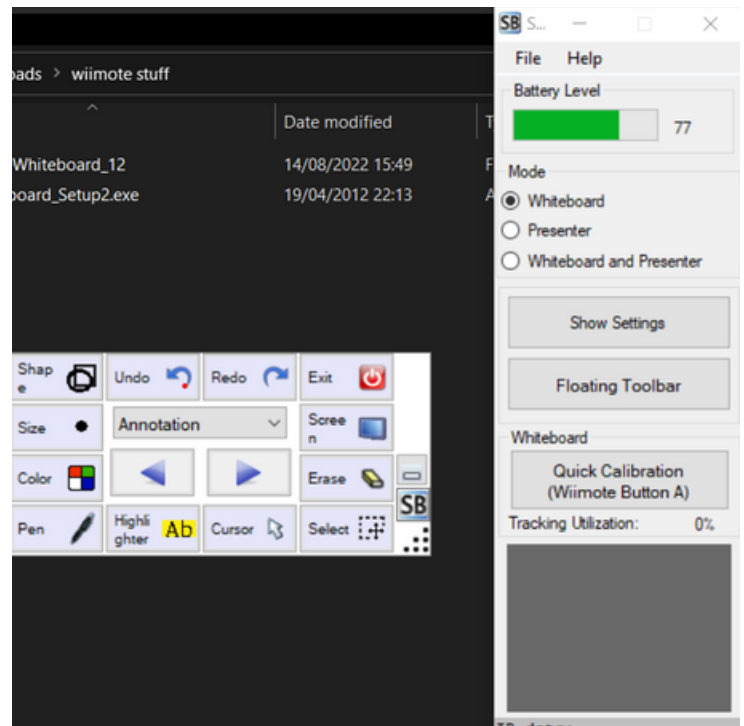 oads > wiimote stuff
Date modified
Whiteboard_12 14/08/2022 15:49 F
oard_Setup2.exe 19/04/2012 22:13 A
Shap
e
Undo
Redo
Exit
Size
Annotation
Scree
n
Color
Erase
SB
Pen
Highli
ghter
Ab
Cursor
Select
SB S...
File Help
Battery Level
77
Mode
Whiteboard
Presenter
Whiteboard and Presenter
Show Settings
Floating Toolbar
Whiteboard
Quick Calibration
(Wiimote Button A)
Tracking Utilization: 0%